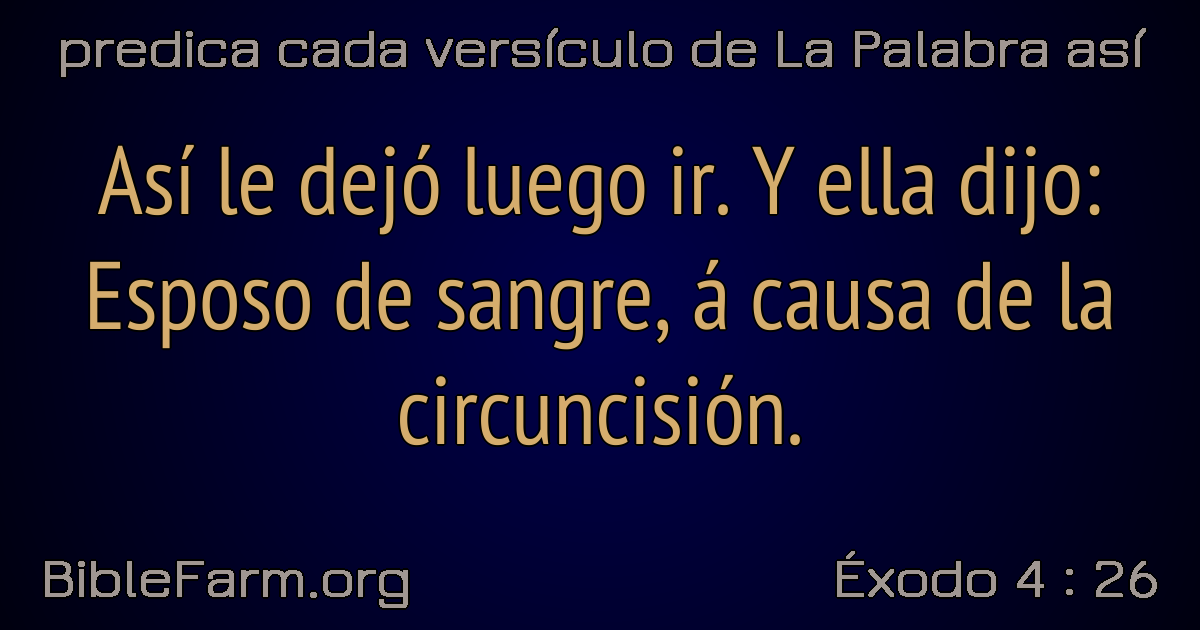 predica cada versículo de La Palabra así
Así le dejó luego ir. Y ella dijo:
Esposo de sangre, á causa de la
circuncisión.
BibleFarm.org
Éxodo 4 : 26